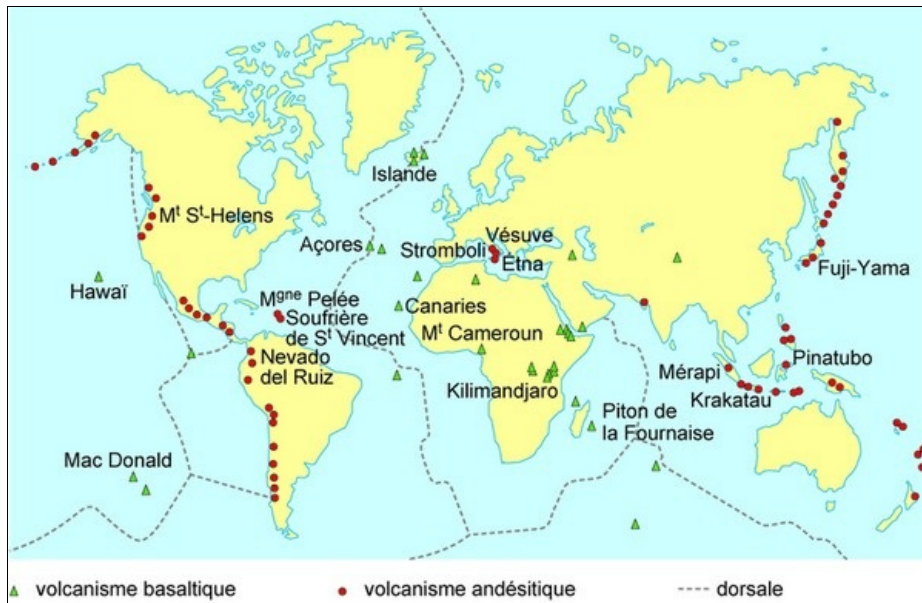 Islande
Mᵗ Sᵗ-Helens
Açores
Vésuve
Stromboli
Etna
Fuji-Yama
Hawaï
Mᵍⁿᵉ Pelée
Soufrière
de Sᵗ Vincent
Canaries
Mᵗ Cameroun
Nevado
del Ruiz
Kilimandjaro
Mérapi
Pinatubo
Krakatau
Piton de
la Fournaise
Mac Donald
volcanisme basaltique
volcanisme andésitique
dorsale